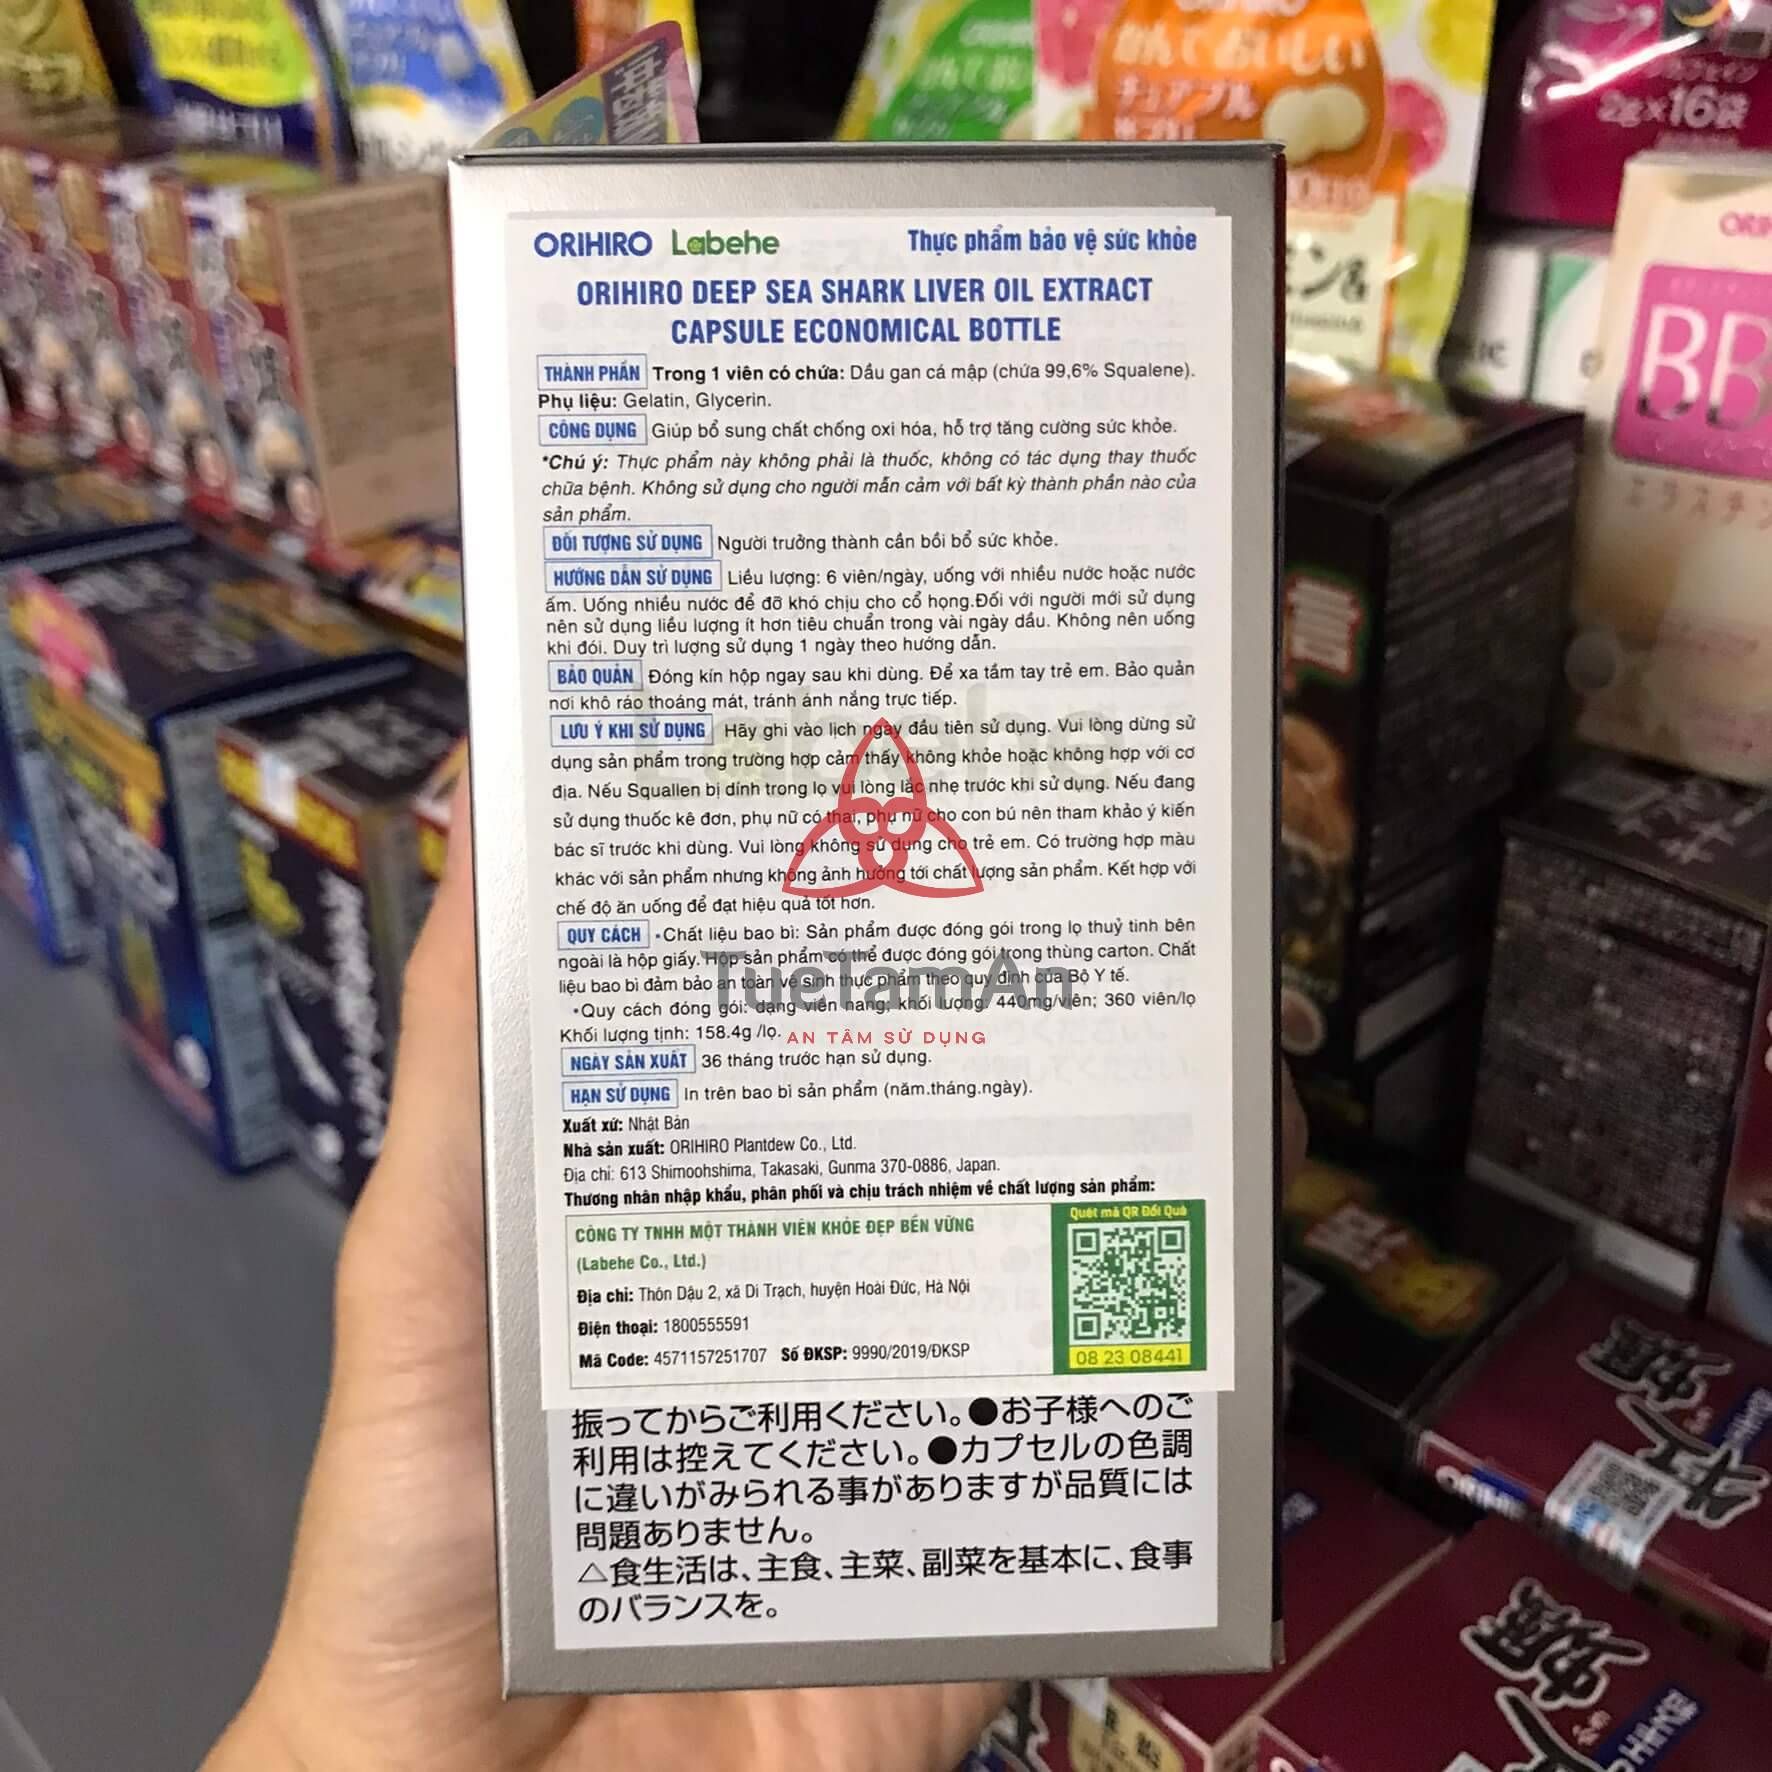 ORIHIRO Labehe Thực phẩm bảo vệ sức khỏe
ORIHIRO DEEP SEA SHARK LIVER OIL EXTRACT
CAPSULE ECONOMICAL BOTTLE
THÀNH PHẦN Trong 1 viên có chứa: Dầu gan cá mập (chứa 99,6% Squalene).
Phụ liệu: Gelatin, Glycerin.
CÔNG DỤNG Giúp bổ sung chất chống oxi hóa, hỗ trợ tăng cường sức khỏe.
*Chú ý: Thực phẩm này không phải là thuốc, không có tác dụng thay thuốc
chữa bệnh. Không sử dụng cho người mẫn cảm với bất kỳ thành phần nào của
sản phẩm.
ĐỐI TƯỢNG SỬ DỤNG Người trưởng thành cần bồi bổ sức khỏe.
HƯỚNG DẪN SỬ DỤNG Liều lượng: 6 viên/ngày, uống với nhiều nước hoặc nước
ấm. Uống nhiều nước để đỡ khó chịu cho cổ họng.Đối với người mới sử dụng
nên sử dụng liều lượng ít hơn tiêu chuẩn trong vài ngày dầu. Không nên uống
khi đói. Duy trì lượng sử dụng 1 ngày theo hướng dẫn.
BẢO QUẢN Đóng kín hộp ngay sau khi dùng. Để xa tầm tay trẻ em. Bảo quản
nơi khô ráo thoáng mát, tránh ánh nắng trực tiếp.
LƯU Ý KHI SỬ DỤNG Hãy ghi vào lịch ngày đầu tiên sử dụng. Vui lòng dừng sử
dụng sản phẩm trong trường hợp cảm thấy không khỏe hoặc không hợp với cơ
địa. Nếu Squallen bị dính trong lọ vui lòng lắc nhẹ trước khi sử dụng. Nếu đang
sử dụng thuốc kê đơn, phụ nữ có thai, phụ nữ cho con bú nên tham khảo ý kiến
bác sĩ trước khi dùng. Vui lòng không sử dụng cho trẻ em. Có trường hợp màu
khác với sản phẩm nhưng không ảnh hưởng tới chất lượng sản phẩm. Kết hợp với
chế độ ăn uống để đạt hiệu quả tốt hơn.
QUY CÁCH •Chất liệu bao bì: Sản phẩm được đóng gói trong lọ thuỷ tinh bên
ngoài là hộp giấy. Hộp sản phẩm có thể được đóng gói trong thùng carton. Chất
liệu bao bì đảm bảo an toàn vệ sinh thực phẩm theo quy định của Bộ Y tế.
TueTamAn
•Quy cách đóng gói: dạng viên nang, khối lượng: 440mg/viên; 360 viên/lọ
Khối lượng tịnh: 158.4g /lọ.
AN TÂM SỬ DỤNG
NGÀY SẢN XUẤT 36 tháng trước hạn sử dụng.
HẠN SỬ DỤNG In trên bao bì sản phẩm (năm.tháng.ngày).
Xuất xứ: Nhật Bản
Nhà sản xuất: ORIHIRO Plantdew Co., Ltd.
Địa chỉ: 613 Shimoohshima, Takasaki, Gunma 370-0886, Japan.
Thương nhân nhập khẩu, phân phối và chịu trách nhiệm về chất lượng sản phẩm:
CÔNG TY TNHH MỘT THÀNH VIÊN KHỎE ĐẸP BỀN VỮNG
(Labehe Co., Ltd.)
Địa chỉ: Thôn Dậu 2, xã Di Trạch, huyện Hoài Đức, Hà Nội
Điện thoại: 1800555591
Mã Code: 4571157251707 Số ĐKSP: 9990/2019/ĐKSP
Quét mã QR Đổi Quà
08 23 08441
振ってからご利用ください。●お子様へのご
利用は控えてください。●カプセルの色調
に違いがみられる事がありますが品質には
問題ありません。
△食生活は、主食、主菜、副菜を基本に、食事
のバランスを。
かんでおいしい
チュアブル
2g×16袋
BB
ORIHIRO